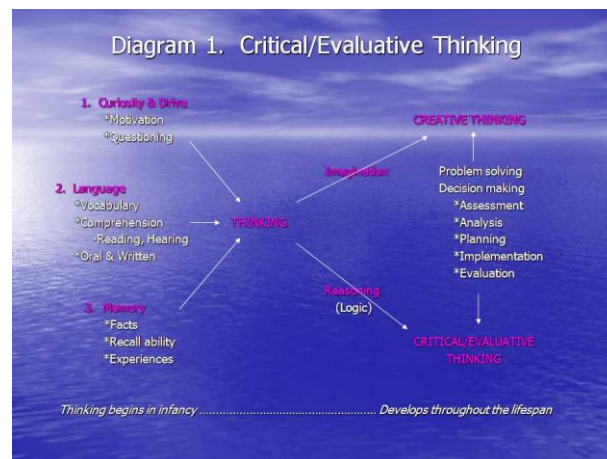 Diagram 1. Critical/Evaluative Thinking
1. Curiosity & Drive
*Motivation
*Questioning
2. Language
*Vocabulary
*Comprehension
-Reading, Hearing
*Oral & Written
3. Memory
*Facts
*Recall ability
*Experiences
THINKING
Imagination
Reasoning
(Logic)
CREATIVE THINKING
Problem solving
Decision making
*Assessment
*Analysis
*Planning
*Implementation
*Evaluation
CRITICAL/EVALUATIVE
THINKING
Thinking begins in infancy ………………………………………………… Develops throughout the lifespan